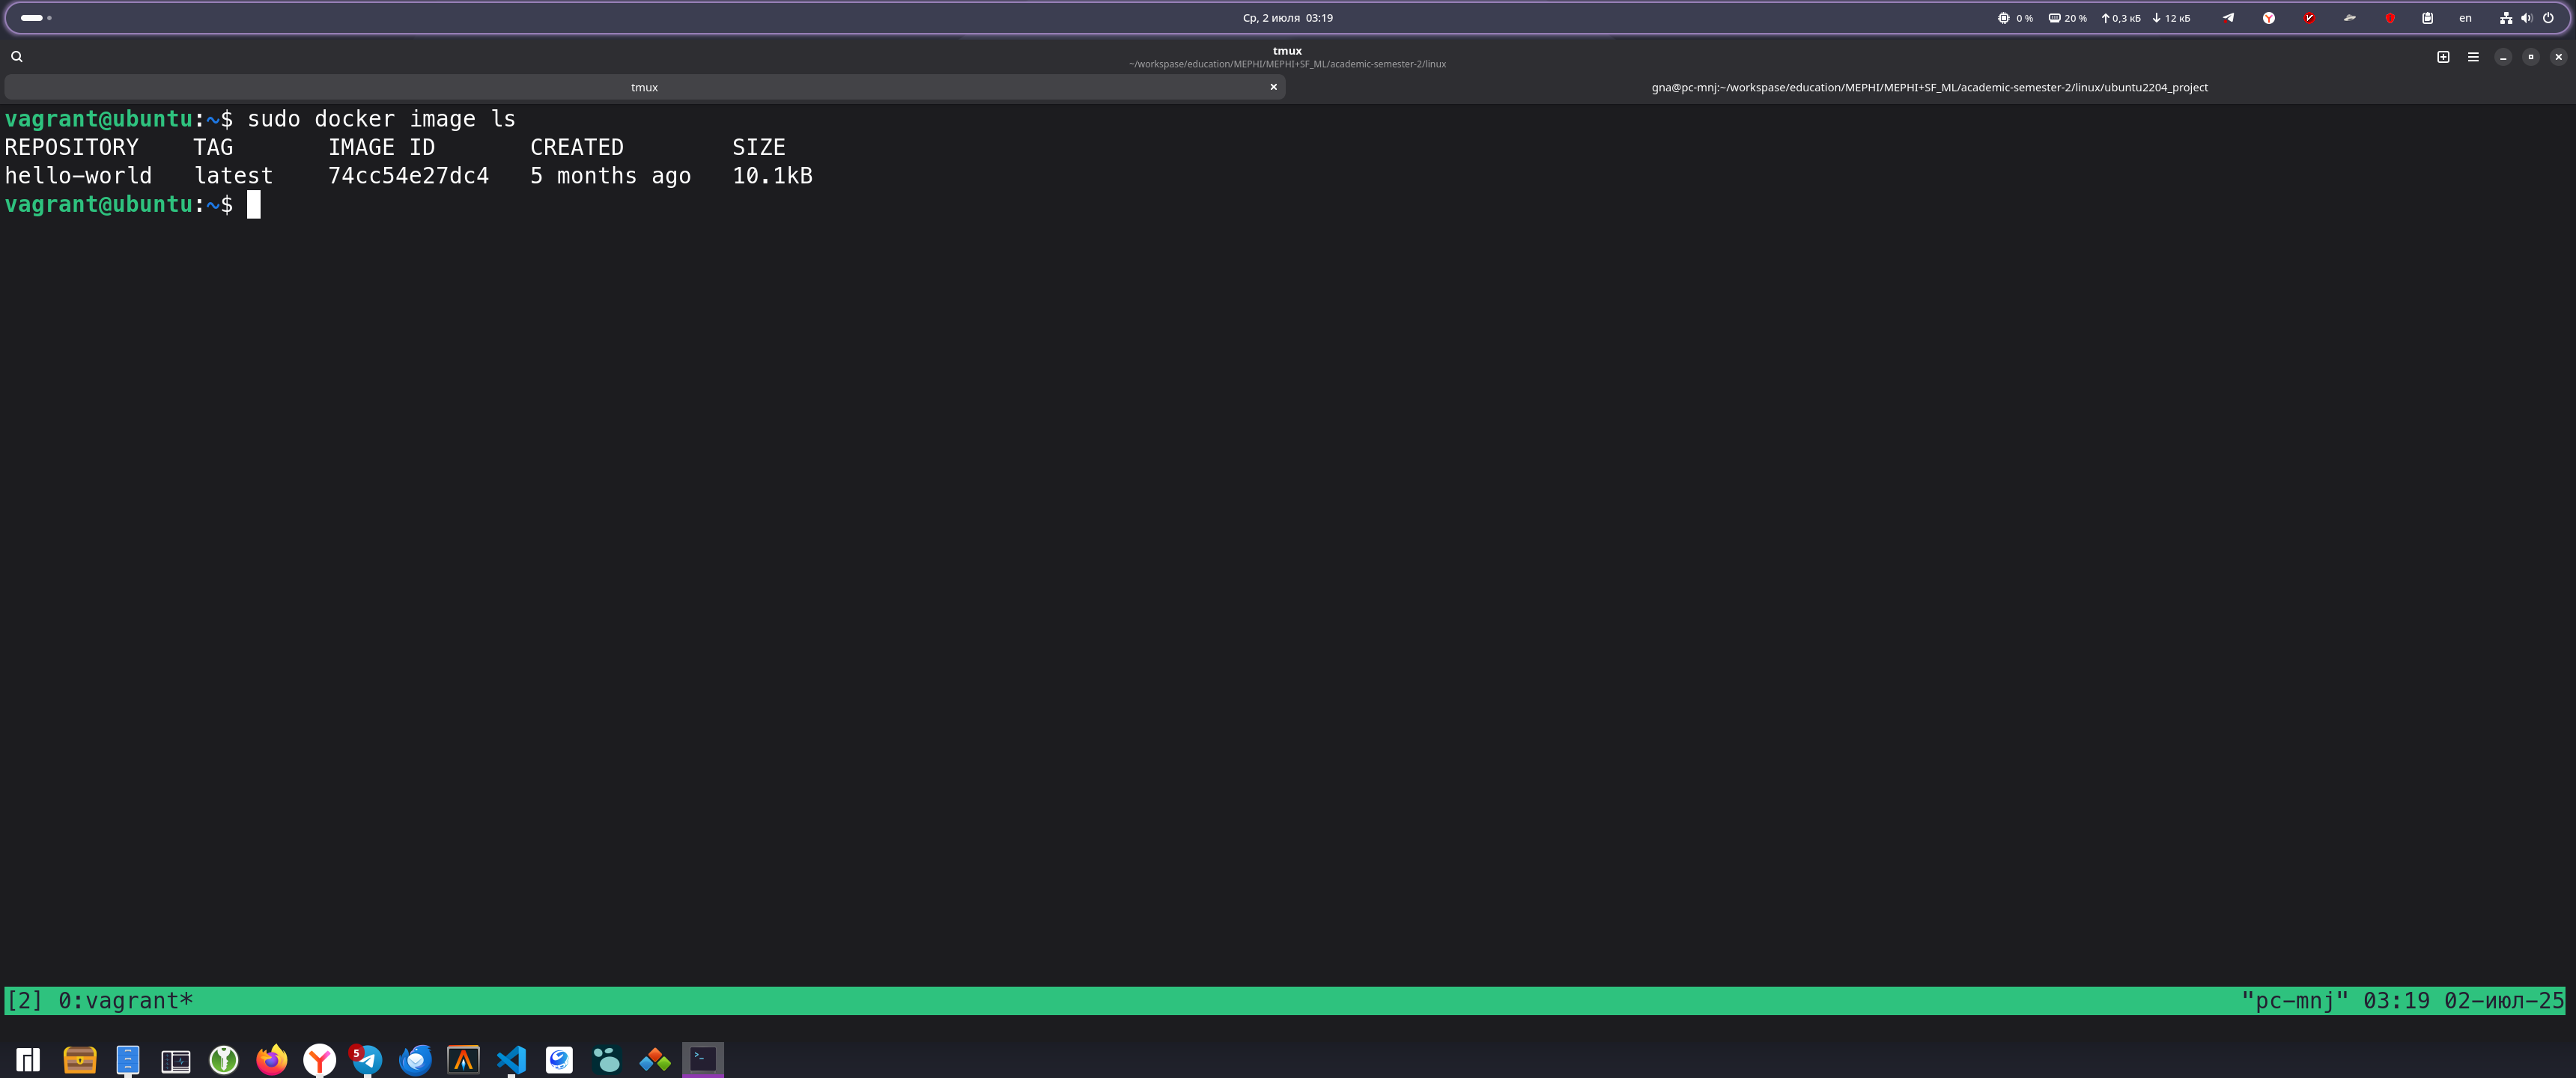 Ср, 2 июля 03:19
0 % 20 % 0,3 кБ 12 кБ en
tmux
~/workspase/education/MEPHI/MEPHI+SF_ML/academic-semester-2/linux
tmux
gna@pc-mnj:~/workspase/education/MEPHI/MEPHI+SF_ML/academic-semester-2/linux/ubuntu2204_project
vagrant@ubuntu:~$ sudo docker image ls
REPOSITORY TAG IMAGE ID CREATED SIZE
hello-world latest 74cc54e27dc4 5 months ago 10.1kB
vagrant@ubuntu:~$
[2] 0:vagrant* "pc-mnj" 03:19 02-июл-25
5